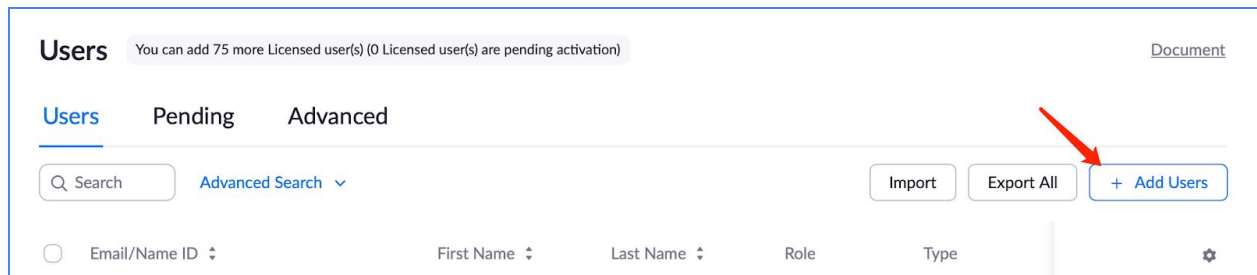 Users You can add 75 more Licensed user(s) (0 Licensed user(s) are pending activation) Document
Users Pending Advanced
Search Advanced Search Import Export All + Add Users
Email/Name ID First Name Last Name Role Type